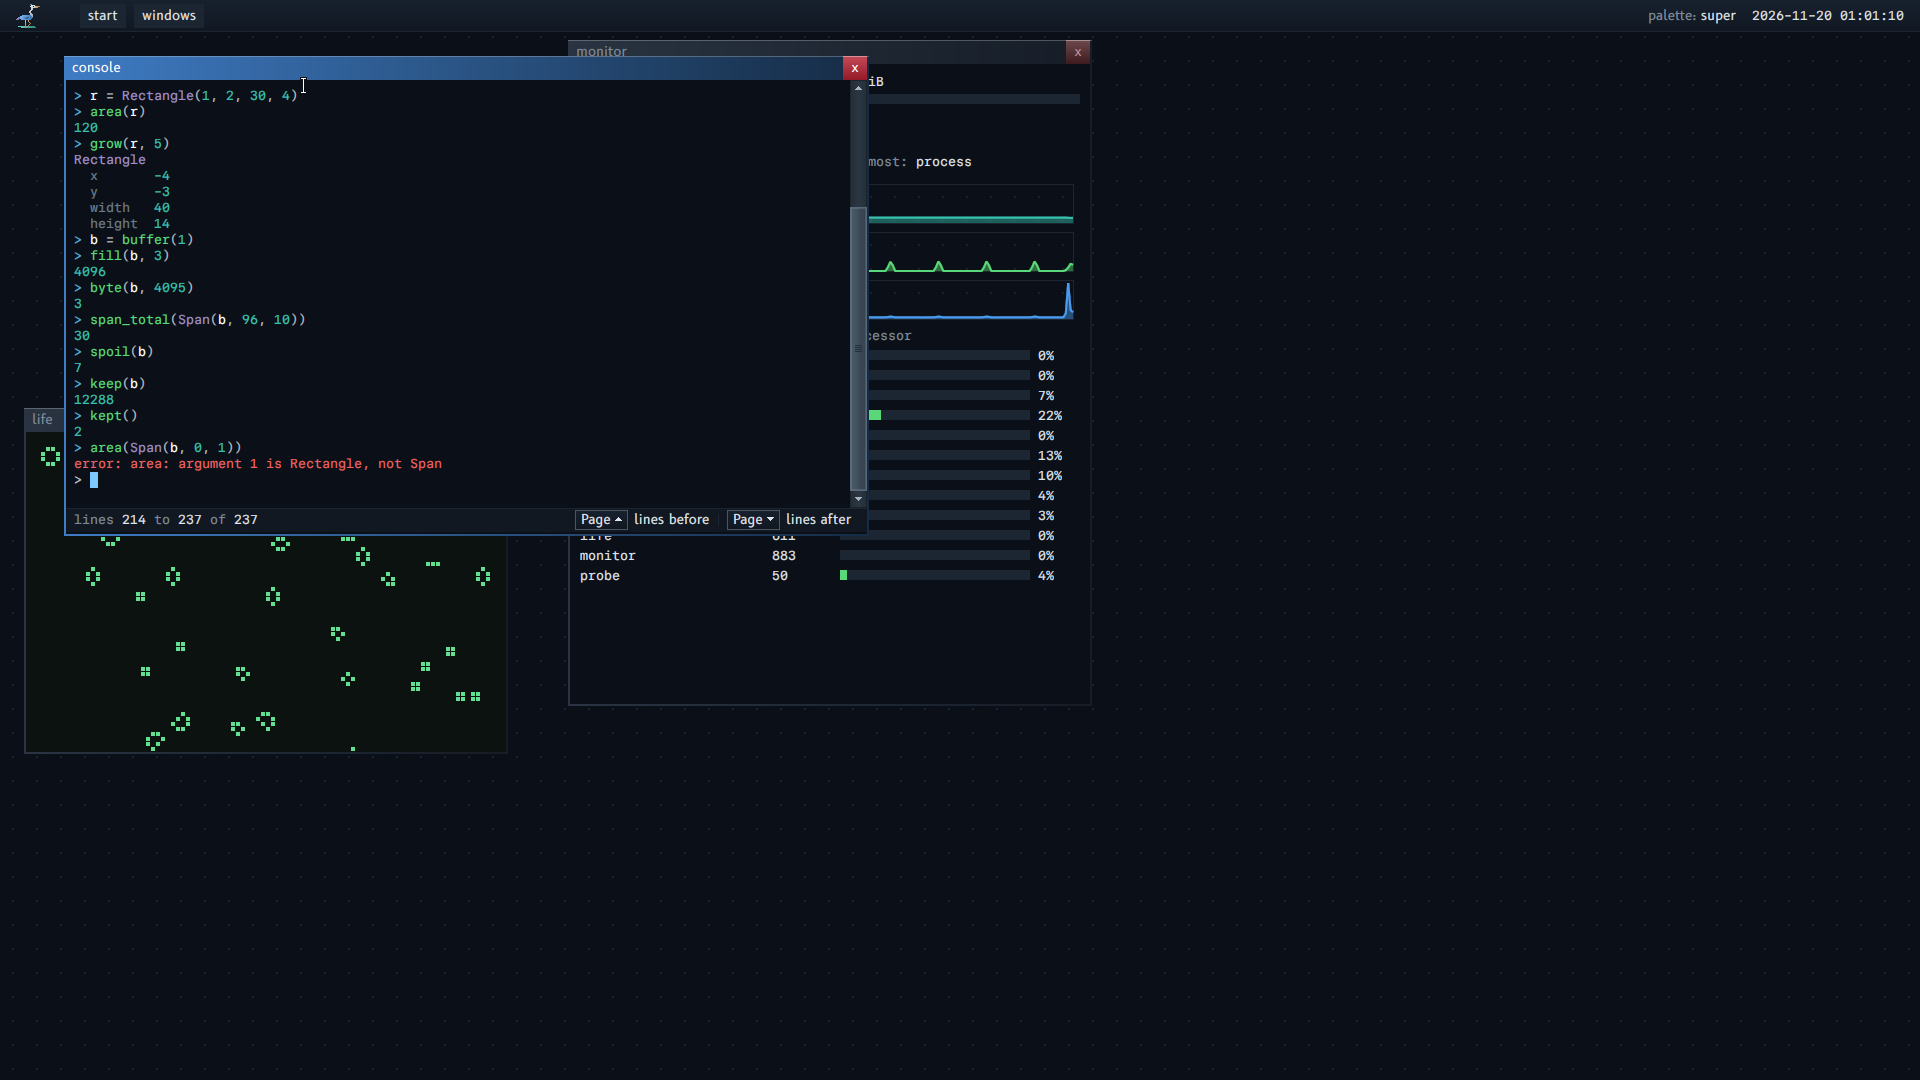 start windows palette: super 2026-11-20 01:01:10
monitor x
console x
> r = Rectangle(1, 2, 30, 4)
> area(r)
120
> grow(r, 5)
Rectangle
x -4
y -3
width 40
height 14
> b = buffer(1)
> fill(b, 3)
4096
> byte(b, 4095)
3
> span_total(Span(b, 96, 10))
30
> spoil(b)
7
> keep(b)
12288
> kept()
2
> area(Span(b, 0, 1))
error: area: argument 1 is Rectangle, not Span
>
lines 214 to 237 of 237 Page lines before Page lines after
iB
most: process
cessor
0%
0%
7%
22%
0%
13%
10%
4%
3%
0%
monitor 883 0%
probe 50 4%
life